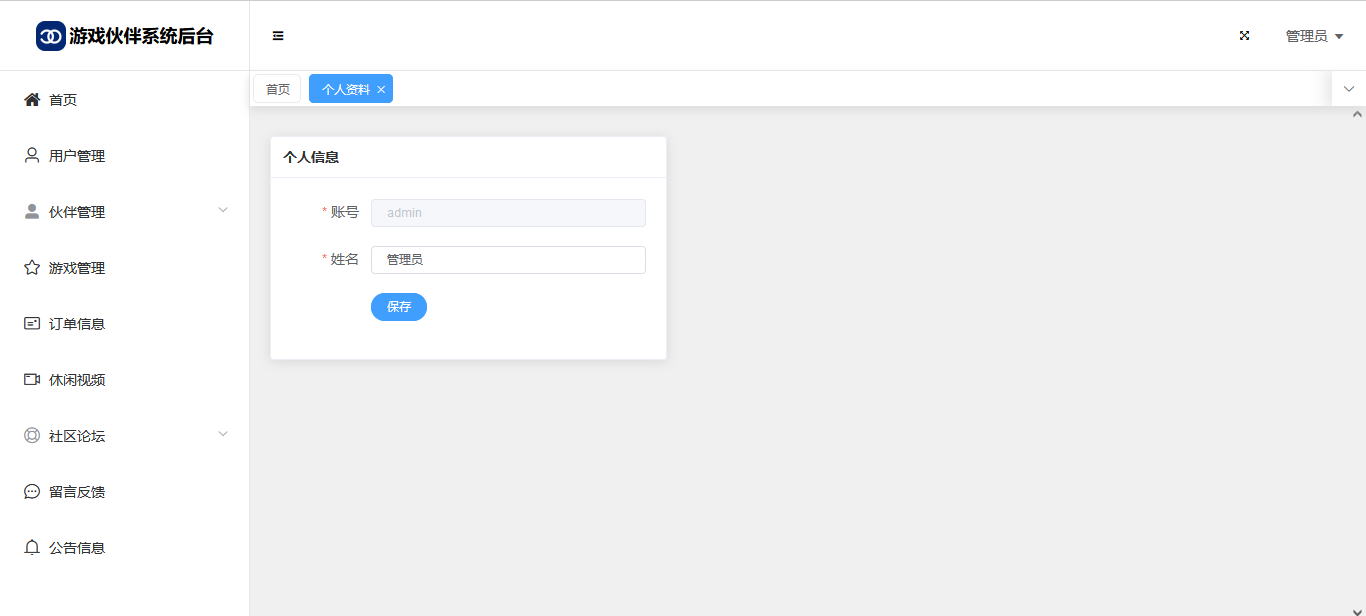 游戏伙伴系统后台
管理员
首页
用户管理
伙伴管理
游戏管理
订单信息
休闲视频
社区论坛
留言反馈
公告信息
首页
个人资料
个人信息
* 账号 admin
* 姓名 管理员
保存